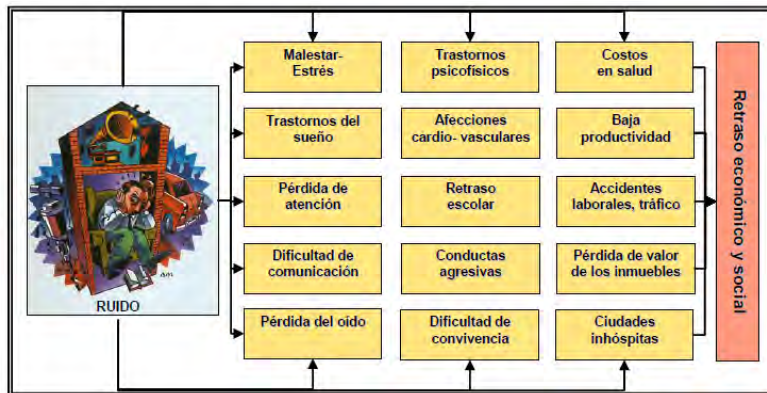 Malestar-
Estrés
Trastornos
psicofísicos
Costos
en salud
Trastornos del
sueño
Afecciones
cardio- vasculares
Baja
productividad
Pérdida de
atención
Retraso
escolar
Accidentes
laborales, tráfico
Dificultad de
comunicación
Conductas
agresivas
Pérdida de valor
de los inmuebles
Pérdida del oído
Dificultad de
convivencia
Ciudades
inhóspitas
RUIDO
Retraso económico y social